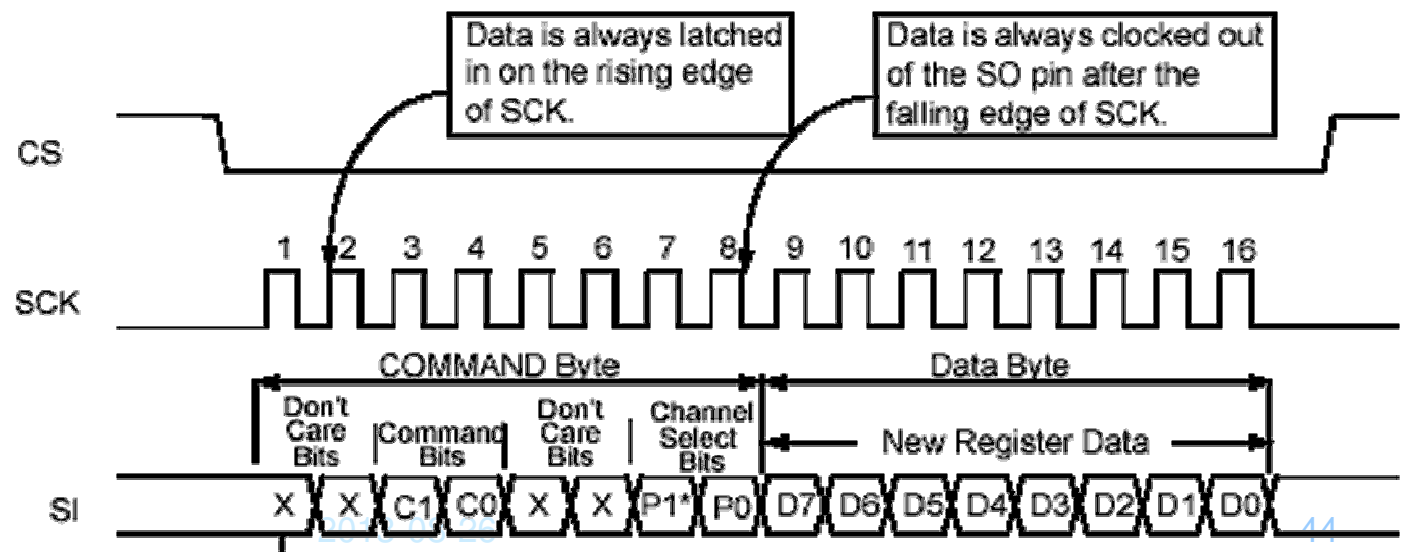 Data is always latched
in on the rising edge
of SCK.
Data is always clocked out
of the SO pin after the
falling edge of SCK.
CS
1 2 3 4 5 6 7 8 9 10 11 12 13 14 15 16
SCK
COMMAND Byte
Data Byte
Don't
Care
Bits
Command
Bits
Don't
Care
Bits
Channel
Select
Bits
New Register Data
SI
X X C1 C0 X X P1* P0 D7 D6 D5 D4 D3 D2 D1 D0
44